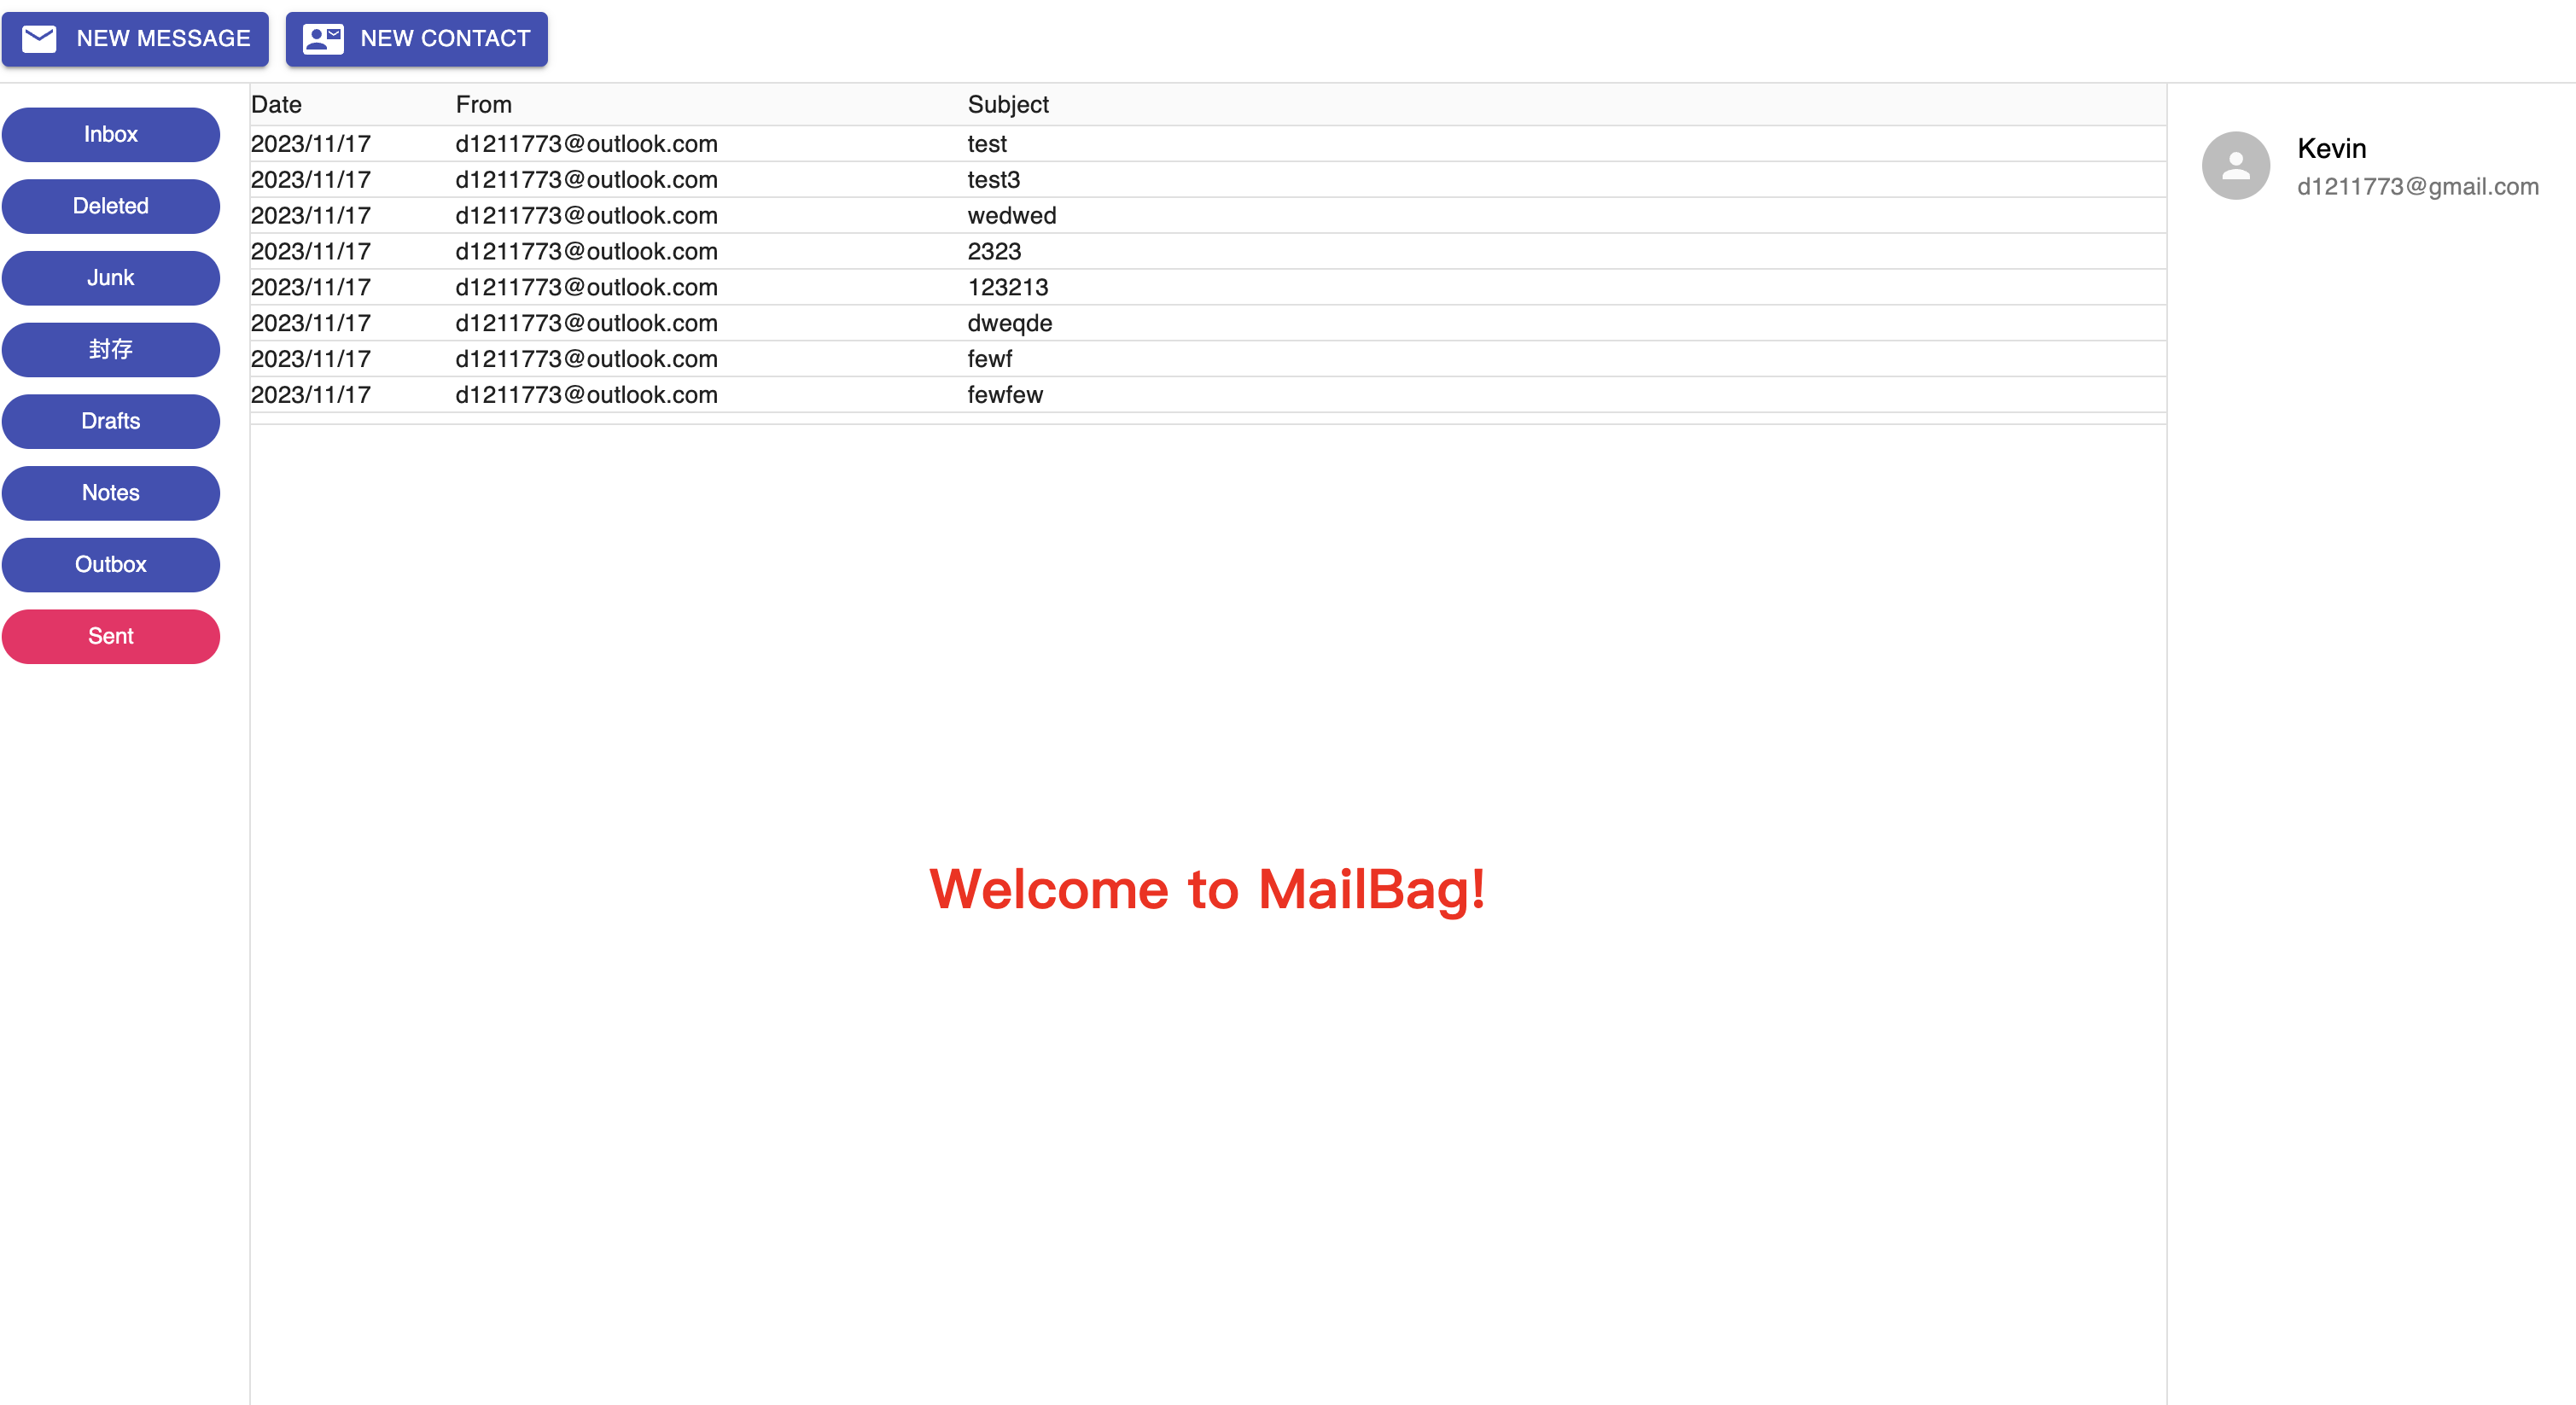 NEW MESSAGE NEW CONTACT
Inbox
Deleted
Junk
封存
Drafts
Notes
Outbox
Sent
Date From Subject
2023/11/17 d1211773@outlook.com test
2023/11/17 d1211773@outlook.com test3
2023/11/17 d1211773@outlook.com wedwed
2023/11/17 d1211773@outlook.com 2323
2023/11/17 d1211773@outlook.com 123213
2023/11/17 d1211773@outlook.com dweqde
2023/11/17 d1211773@outlook.com fewf
2023/11/17 d1211773@outlook.com fewfew
Welcome to MailBag!
Kevin
d1211773@gmail.com